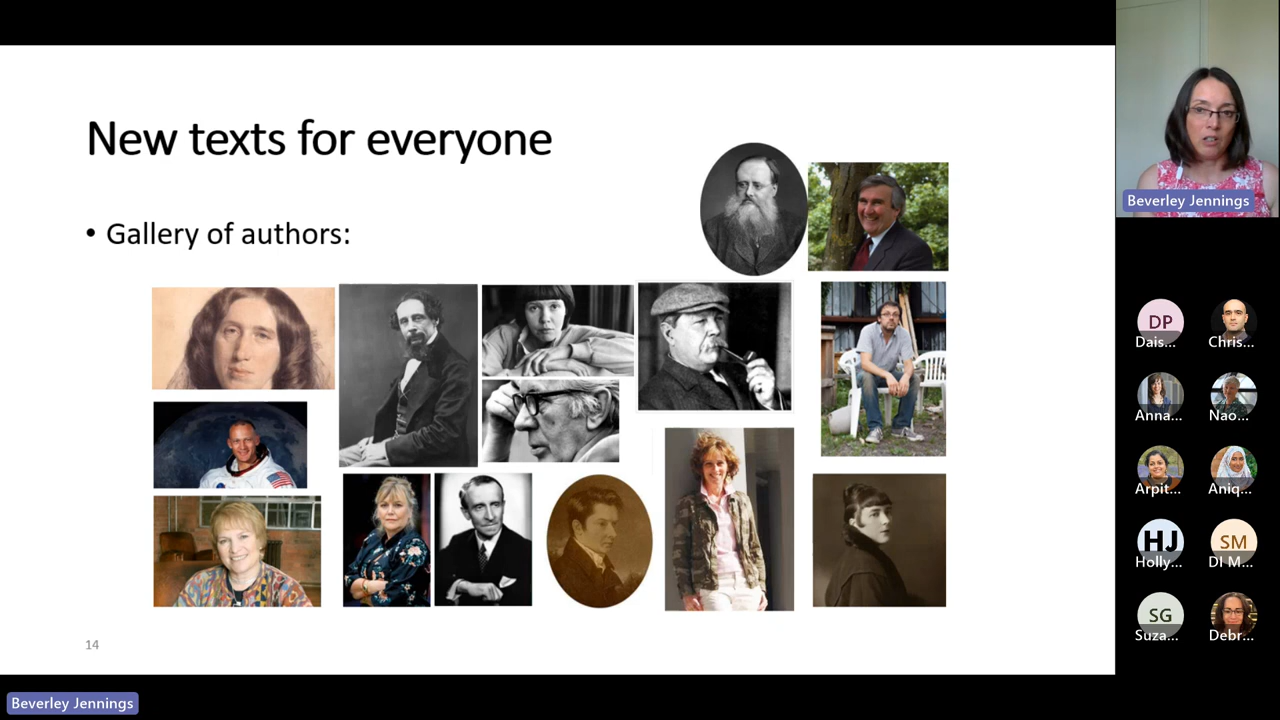 New texts for everyone
• Gallery of authors:
14
Beverley Jennings
DP
Dais...
Chris...
Anna...
Nao...
Arpit...
Aniq...
HJ
Holly...
SM
DI M...
SG
Suza...
Debr...
Beverley Jennings